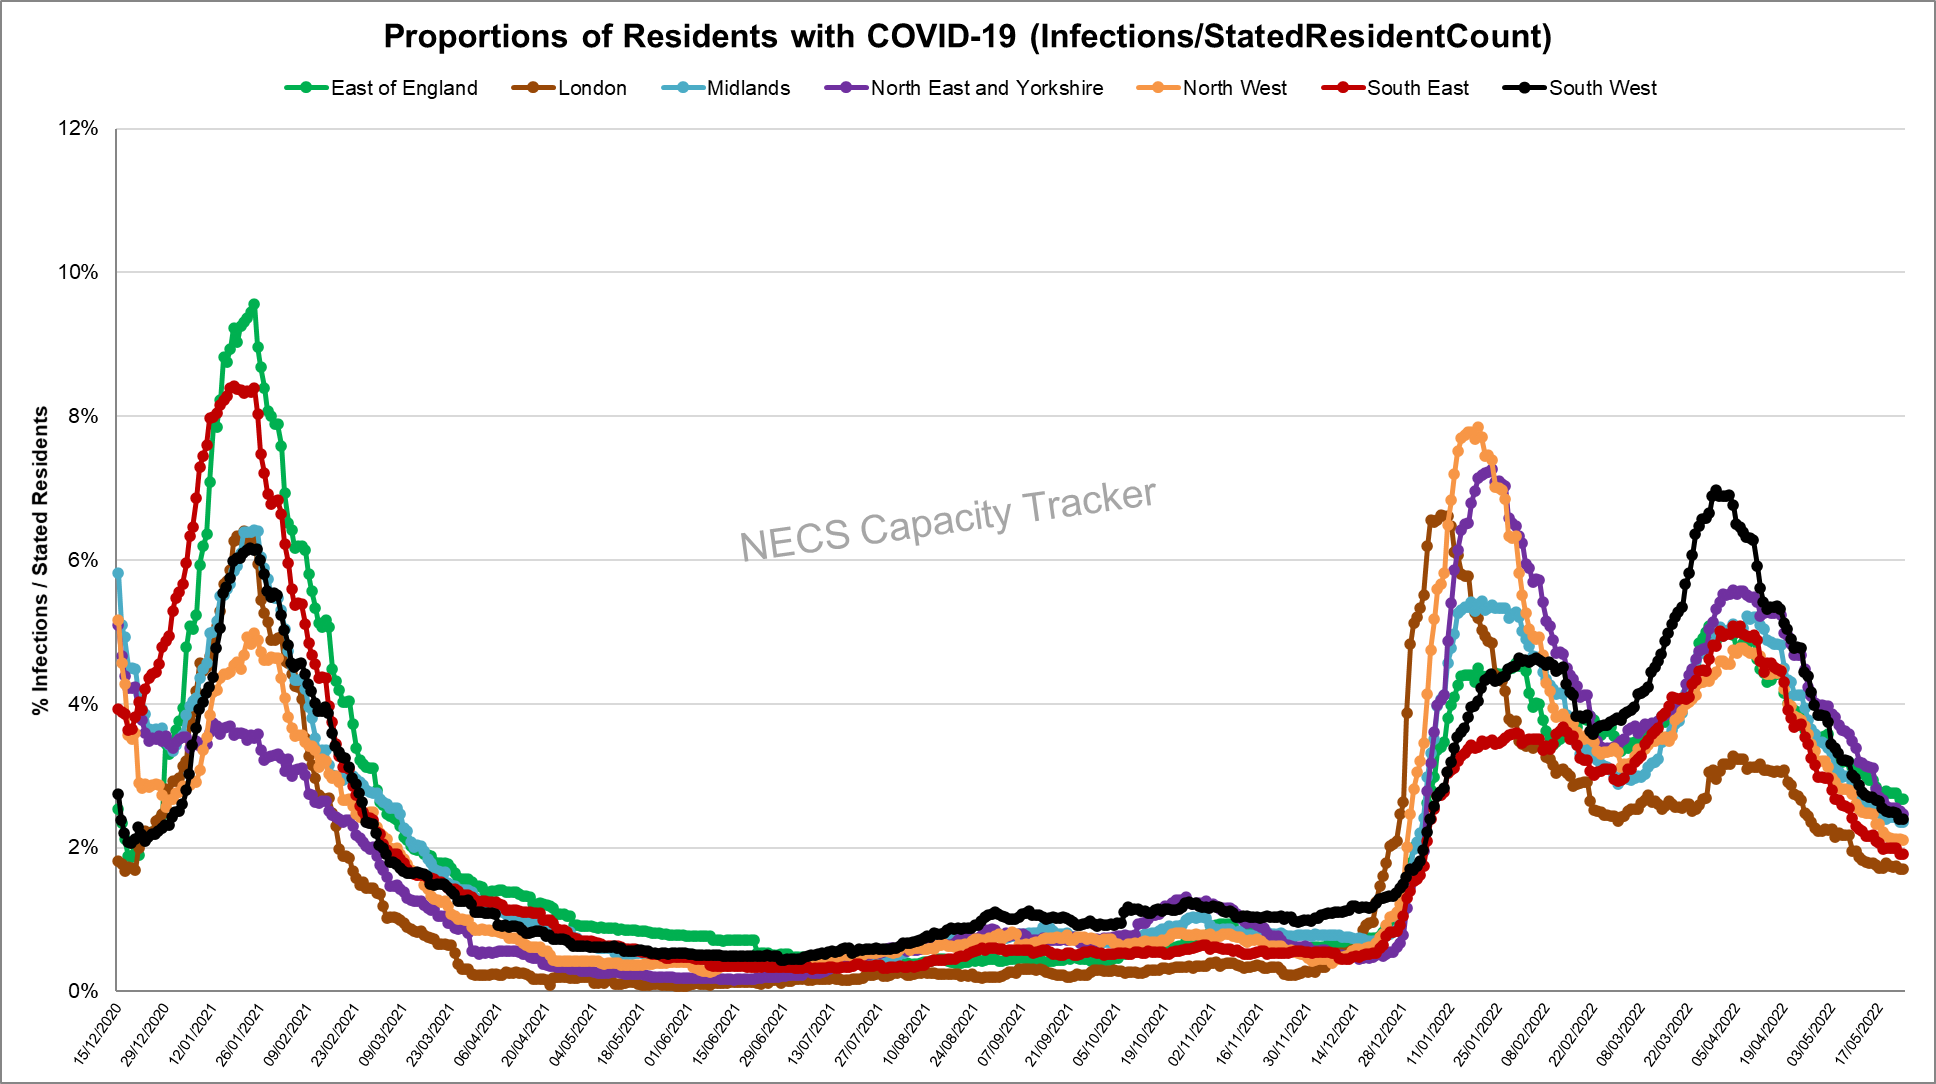 Proportions of Residents with COVID-19 (Infections/StatedResidentCount)
East of England London Midlands North East and Yorkshire North West South East South West
% Infections / Stated Residents
12%
10%
8%
6%
4%
2%
0%
NECS Capacity Tracker
15/12/2020 29/12/2020 12/01/2021 26/01/2021 09/02/2021 23/02/2021 09/03/2021 23/03/2021 06/04/2021 20/04/2021 04/05/2021 18/05/2021 01/06/2021 15/06/2021 29/06/2021 13/07/2021 27/07/2021 10/08/2021 24/08/2021 07/09/2021 21/09/2021 05/10/2021 19/10/2021 02/11/2021 16/11/2021 30/11/2021 14/12/2021 28/12/2021 11/01/2022 25/01/2022 08/02/2022 22/02/2022 08/03/2022 22/03/2022 05/04/2022 19/04/2022 03/05/2022 17/05/2022